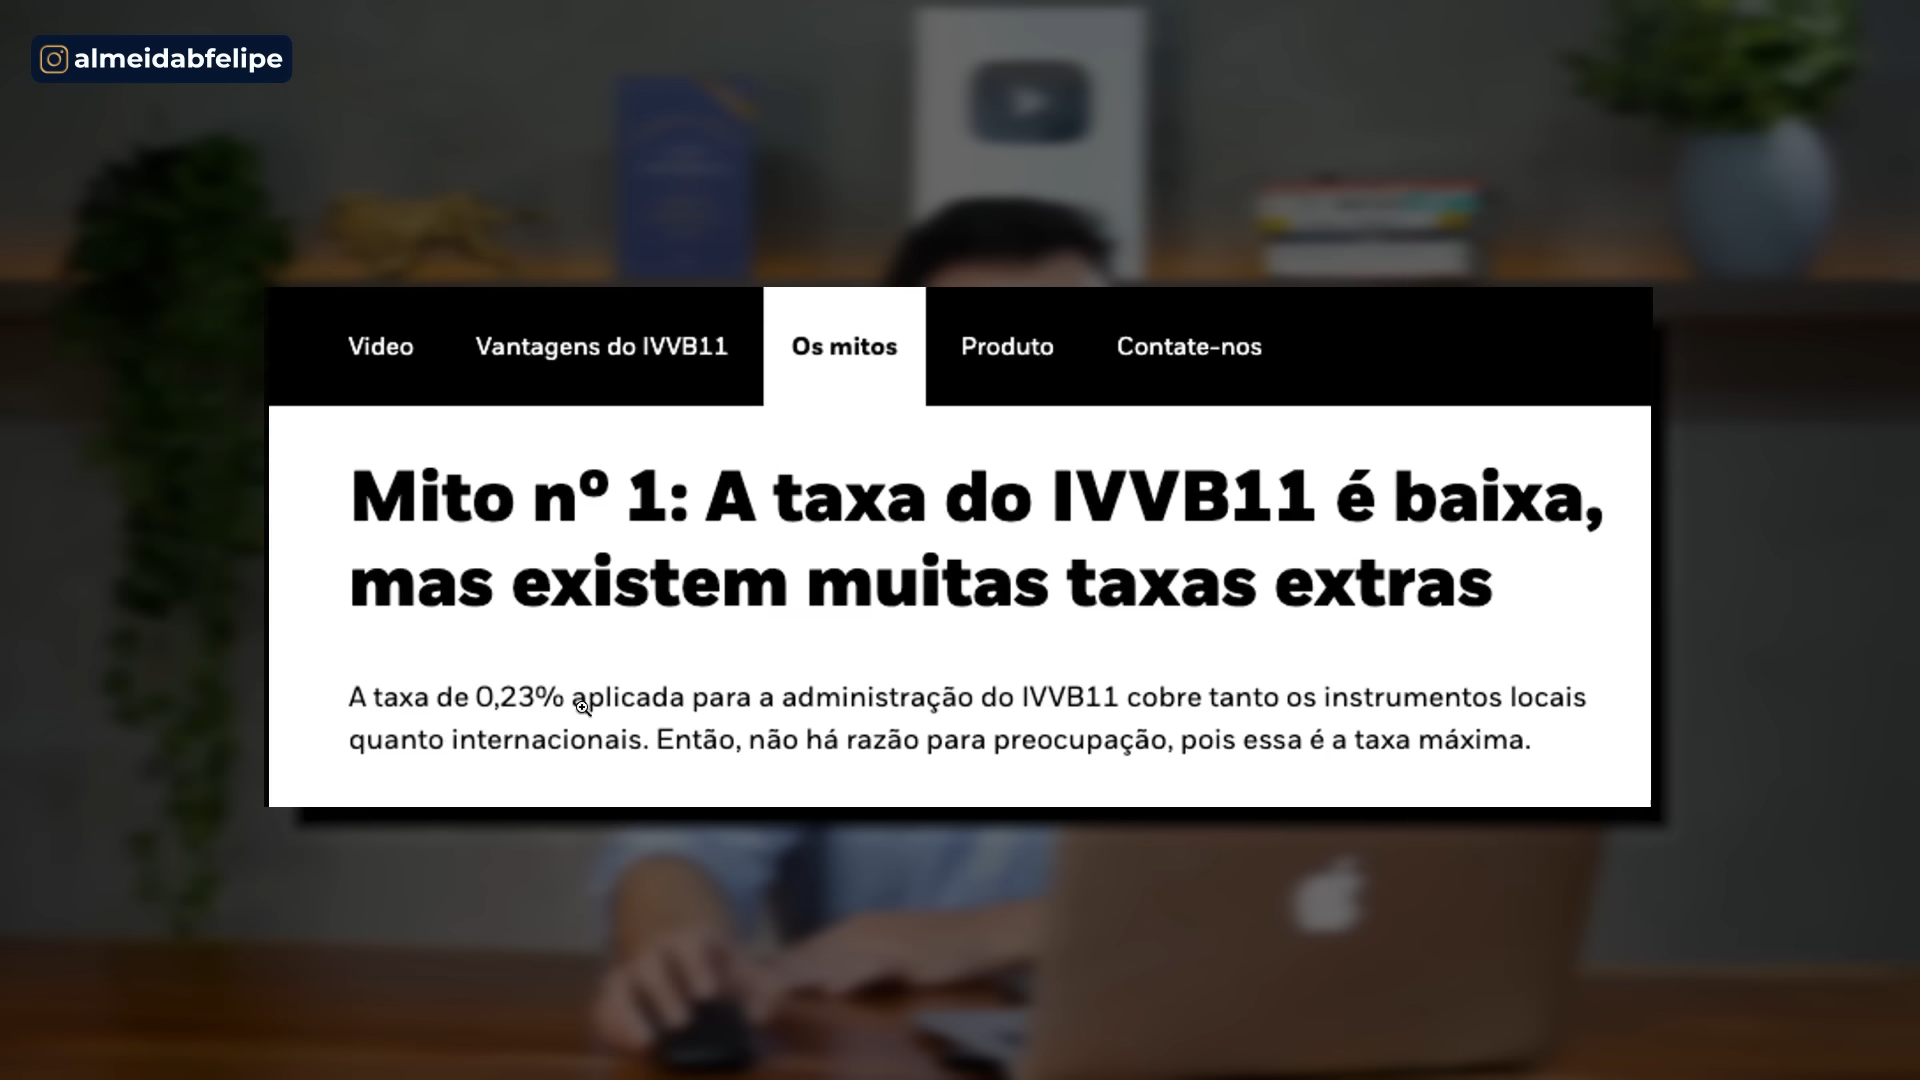 almeidabfelipe
Video Vantagens do IVVB11 Os mitos Produto Contate-nos
Mito nº 1: A taxa do IVVB11 é baixa,
mas existem muitas taxas extras
A taxa de 0,23% aplicada para a administração do IVVB11 cobre tanto os instrumentos locais
quanto internacionais. Então, não há razão para preocupação, pois essa é a taxa máxima.